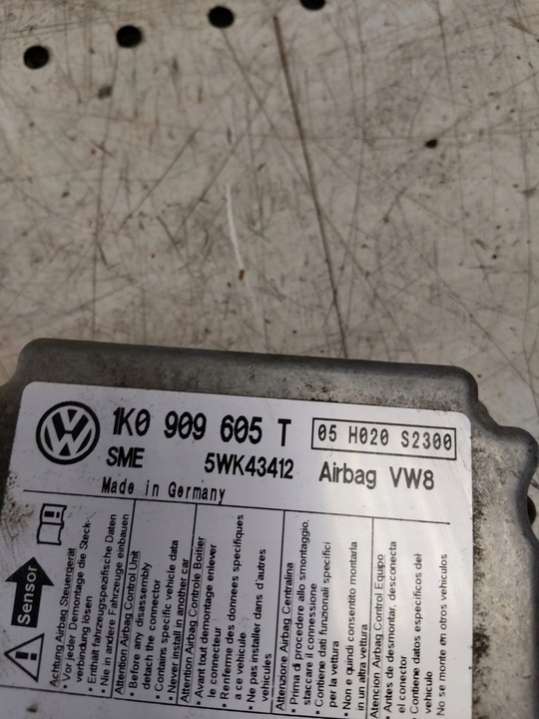 1K0 909 605 T
05 H020 S2300
SME 5WK43412 Airbag VW8
Made in Germany
Sensor
Achtung Airbag Steuergerät
• Vor jeder Demontage die Steck-
verbindung lösen
• Enthält fahrzeugspezifische Daten
• Nie in andere Fahrzeuge einbauen
Attention Airbag Control Unit
• Before any disassembly
detach the connector
• Contains specific vehicle data
• Never install in another car
Attention Airbag Controle Boitier
• Avant tout demontage enlever
le connecteur
• Renferme des donnees specifiques
a ce vehicule
• Ne pas installer dans d'autres
vehicules
Attenzione Airbag Centralina
• Prima di procedere allo smontaggio,
staccare il connessione
• Contiene dati funzionali specifici
per la vettura
• Non e quindi consentito montarla
in un altra vettura
Atencion Airbag Control Equipo
• Antes de desmontar, desconecta
el conector
• Contiene datos especificos del
vehiculo
No se monte en otros vehiculos